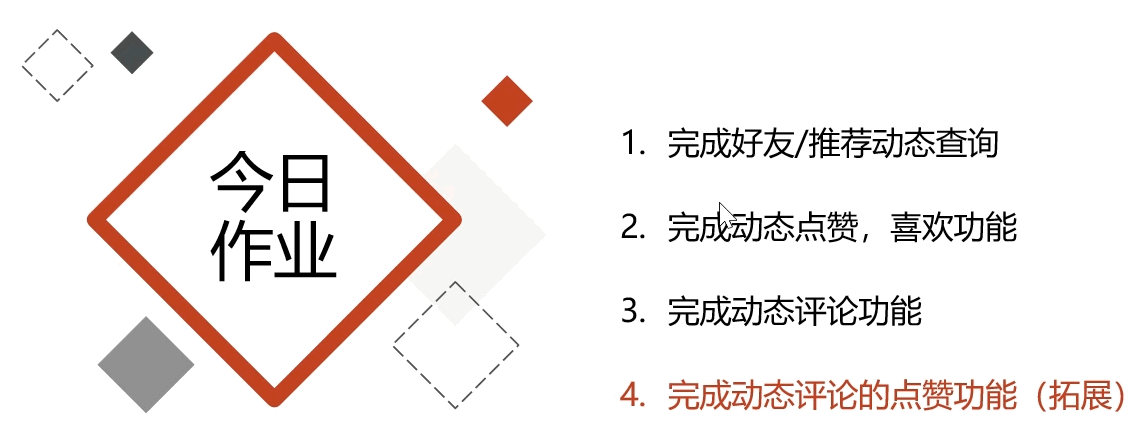 今日
作业
1. 完成好友/推荐动态查询
2. 完成动态点赞，喜欢功能
3. 完成动态评论功能
4. 完成动态评论的点赞功能（拓展）